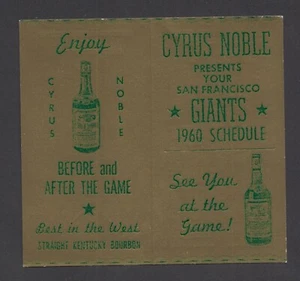 Enjoy
CYRUS NOBLE
BEFORE and
AFTER THE GAME
Best in the West
STRAIGHT KENTUCKY BOURBON
CYRUS NOBLE
PRESENTS
YOUR
SAN FRANCISCO
GIANTS
1960 SCHEDULE
See You
at the
Game!